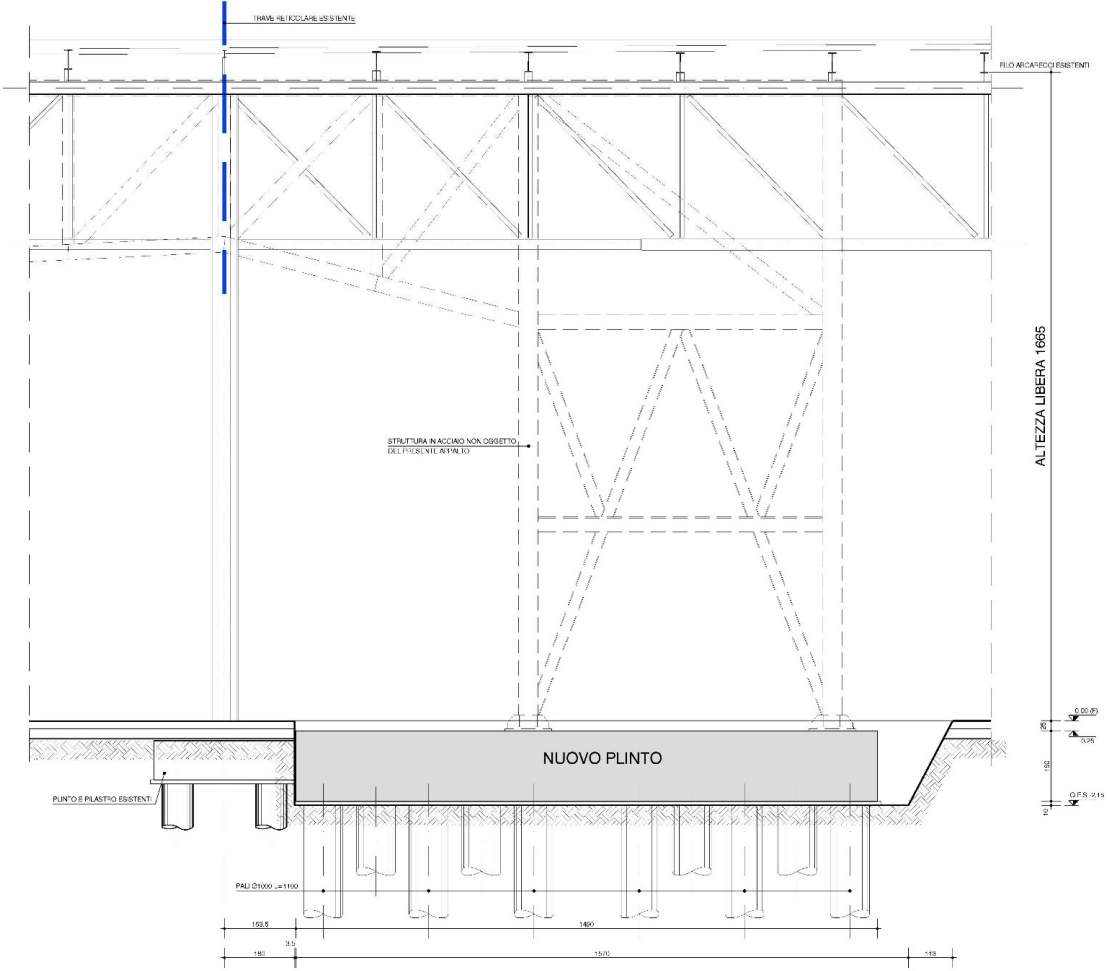 TRAVE RETICOLARE ESISTENTE
FILO ARCARECCI ESISTENTI
ALTEZZA LIBERA 1665
STRUTTURA IN ACCIAIO NON OGGETTO
DEL PRESENTE APPALTO
0.00 (F)
25
0.25
NUOVO PLINTO
190
PLINTO E PILASTRO ESISTENTI
Q.F.S. -2.15
10
PALI Ø1000 L=1100
163.5
1490
3.5
180
1570
113